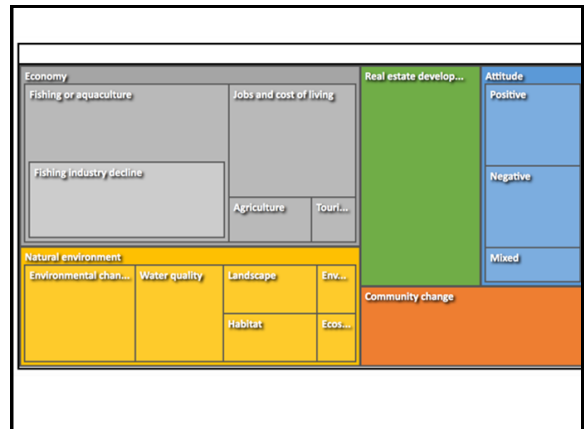 Economy
Fishing or aquaculture
Jobs and cost of living
Fishing industry decline
Agriculture
Touri...
Natural environment
Environmental chan...
Water quality
Landscape
Env...
Habitat
Ecos...
Real estate develop...
Attitude
Positive
Negative
Mixed
Community change